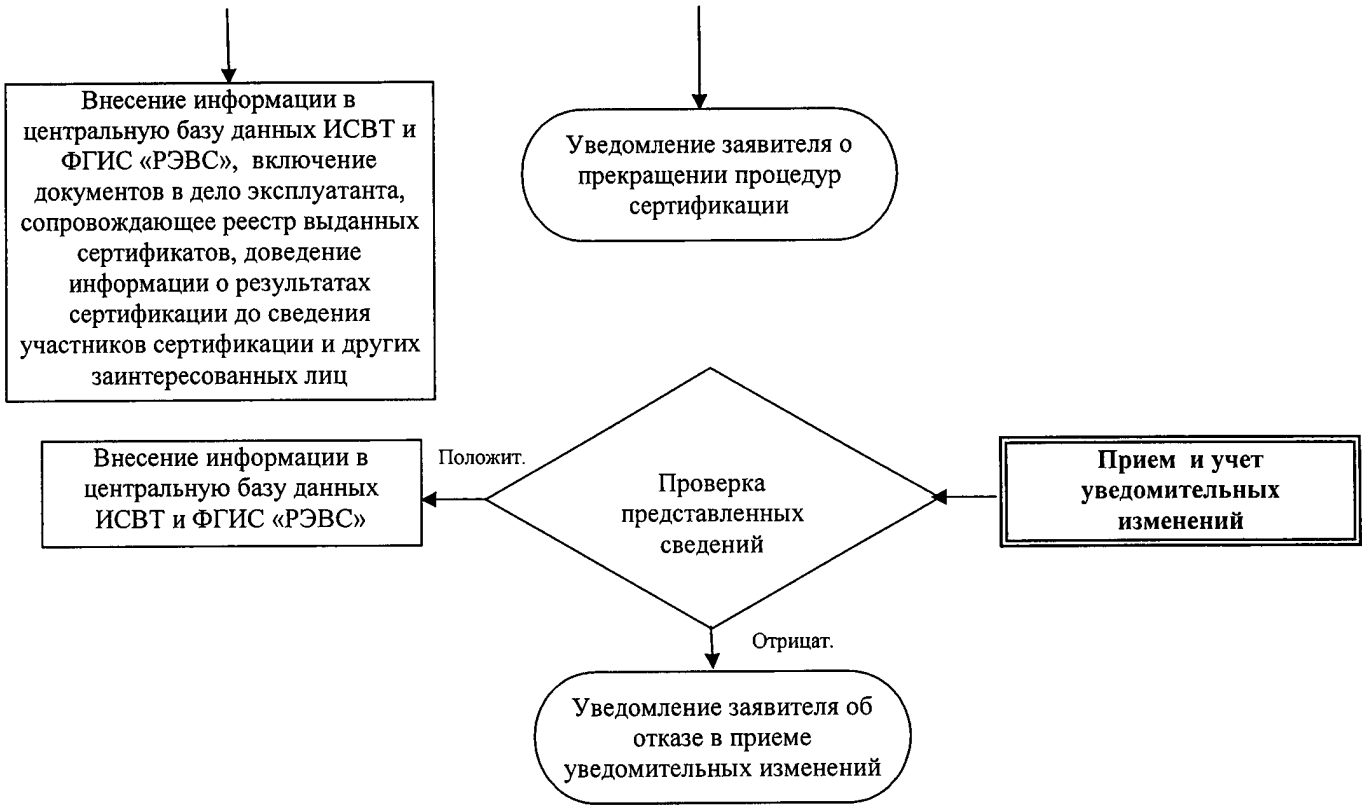 Внесение информации в
центральную базу данных ИСВТ и
ФГИС «РЭВС», включение
документов в дело эксплуатанта,
сопровождающее реестр выданных
сертификатов, доведение
информации о результатах
сертификации до сведения
участников сертификации и других
заинтересованных лиц
Уведомление заявителя о
прекращении процедур
сертификации
Внесение информации в
центральную базу данных
ИСВТ и ФГИС «РЭВС»
Положит.
Проверка
представленных
сведений
Прием и учет
уведомительных
изменений
Отрицат.
Уведомление заявителя об
отказе в приеме
уведомительных изменений